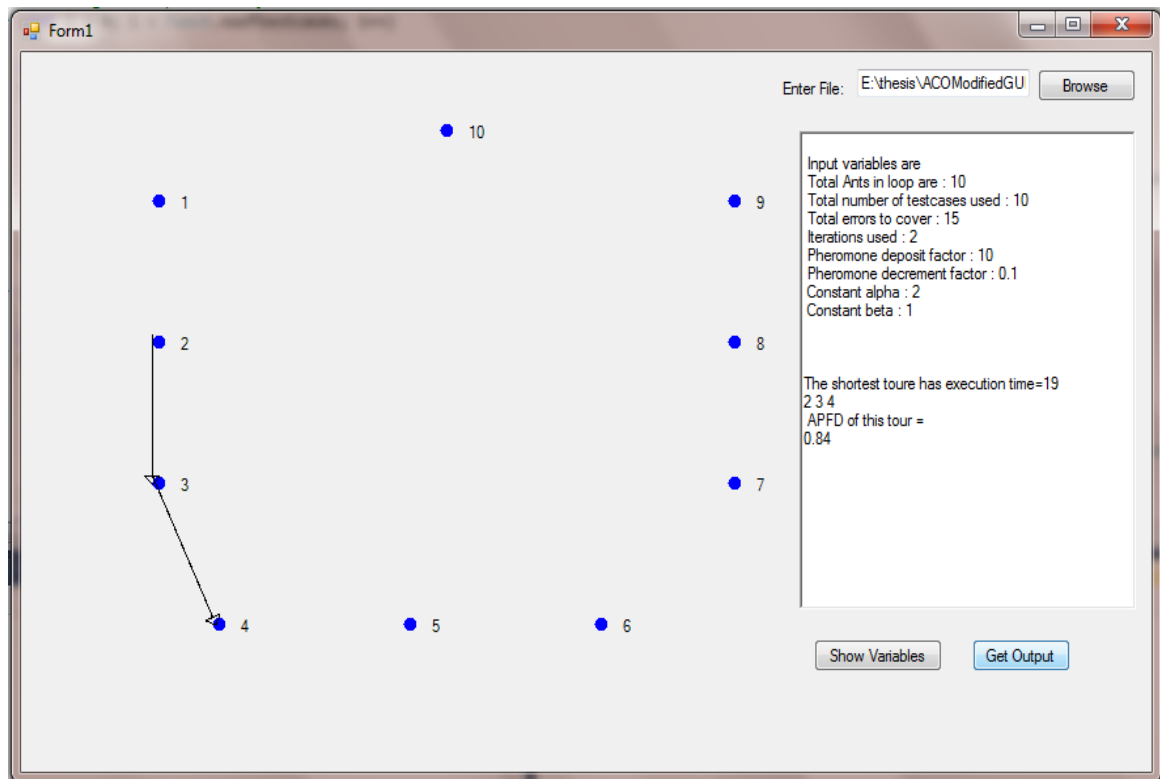 Form1
Enter File: E:\thesis\ACOModifiedGU Browse
10
1
9
2
8
3
7
4
5
6
Input variables are
Total Ants in loop are : 10
Total number of testcases used : 10
Total errors to cover : 15
Iterations used : 2
Pheromone deposit factor : 10
Pheromone decrement factor : 0.1
Constant alpha : 2
Constant beta : 1
The shortest toure has execution time=19
2 3 4
APFD of this tour =
0.84
Show Variables Get Output